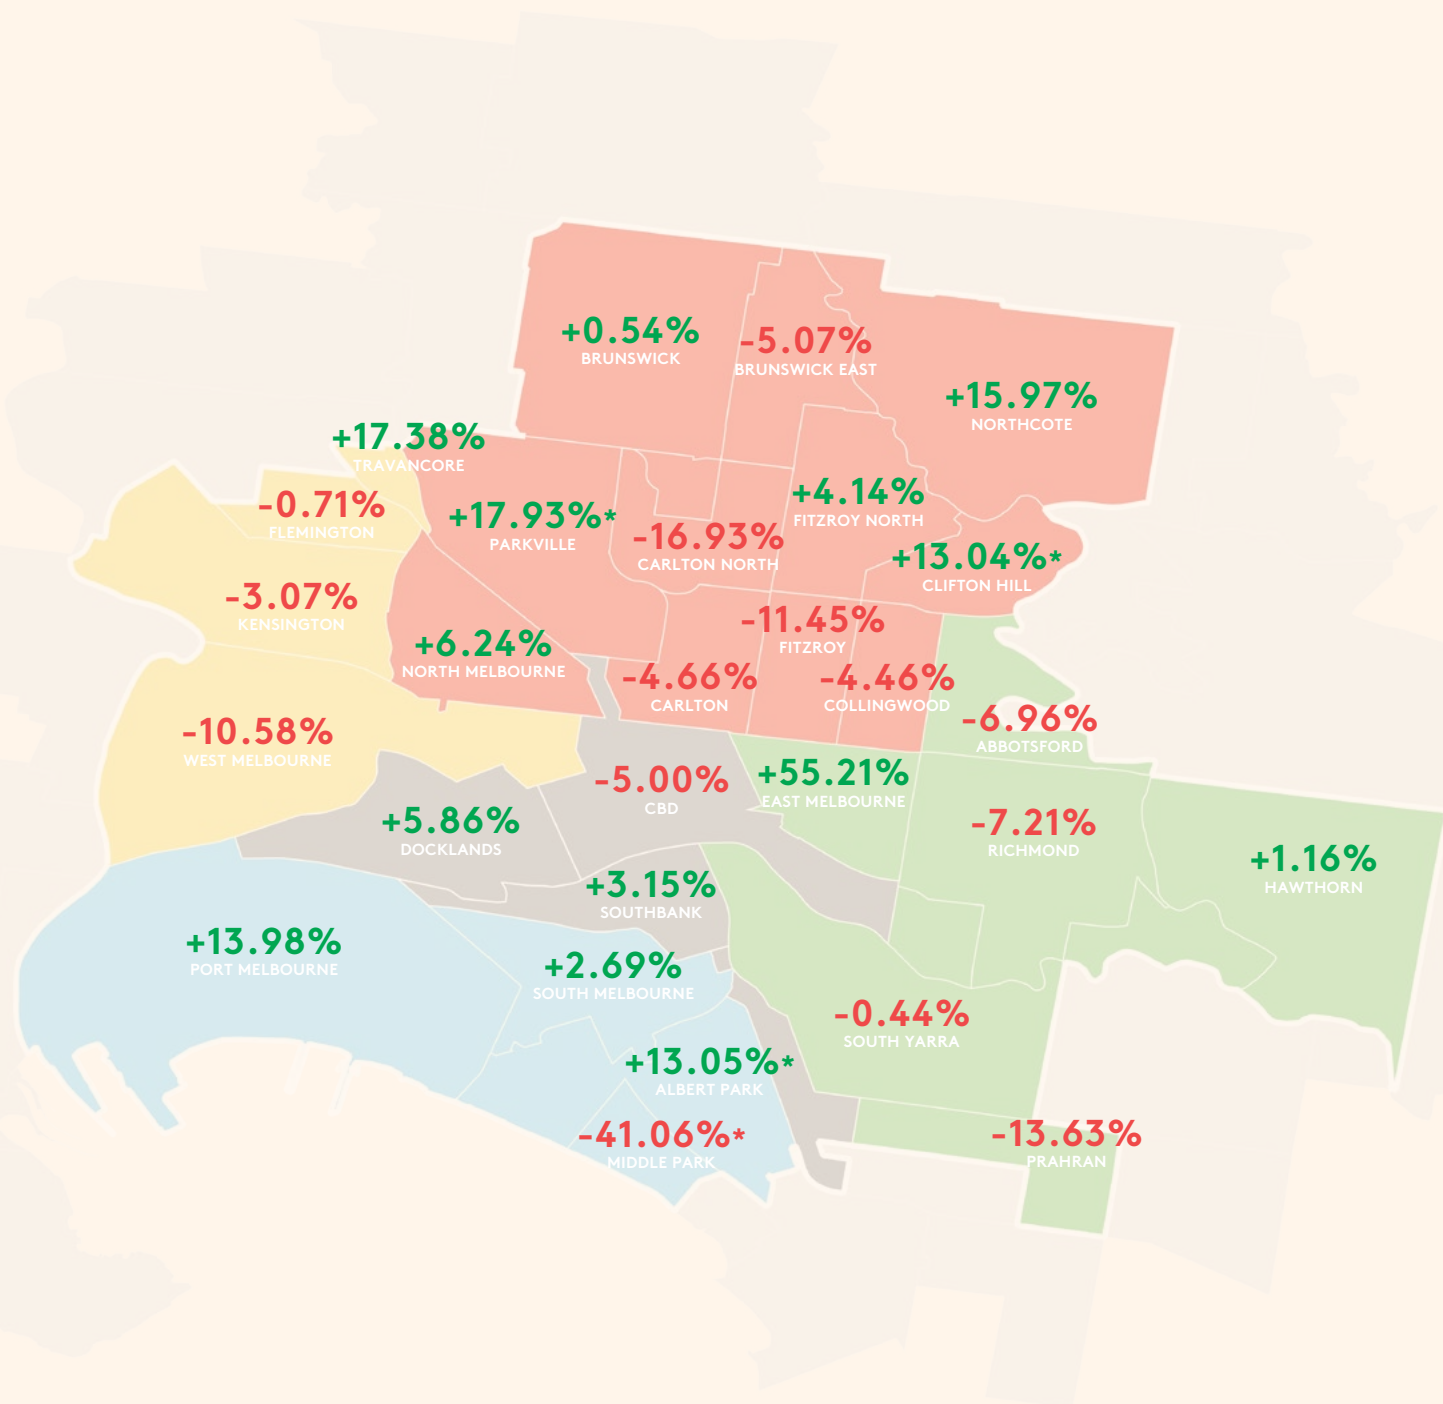 +0.54%
BRUNSWICK
-5.07%
BRUNSWICK EAST
+15.97%
NORTHCOTE
+17.38%
TRAVANCORE
-0.71%
FLEMINGTON
+17.93%*
PARKVILLE
-16.93%
CARLTON NORTH
+4.14%
FITZROY NORTH
+13.04%*
CLIFTON HILL
-3.07%
KENSINGTON
+6.24%
NORTH MELBOURNE
-11.45%
FITZROY
-4.66%
CARLTON
-4.46%
COLLINGWOOD
-6.96%
ABBOTSFORD
-10.58%
WEST MELBOURNE
-5.00%
CBD
+55.21%
EAST MELBOURNE
+5.86%
DOCKLANDS
-7.21%
RICHMOND
+1.16%
HAWTHORN
+3.15%
SOUTHBANK
+13.98%
PORT MELBOURNE
+2.69%
SOUTH MELBOURNE
-0.44%
SOUTH YARRA
+13.05%*
ALBERT PARK
-41.06%*
MIDDLE PARK
-13.63%
PRAHRAN